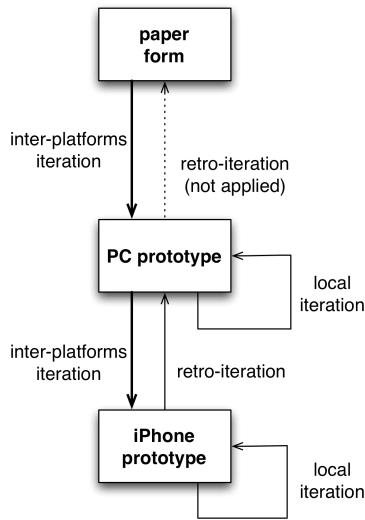 paper
form
inter-platforms
iteration
retro-iteration
(not applied)
PC prototype
local
iteration
inter-platforms
iteration
retro-iteration
iPhone
prototype
local
iteration